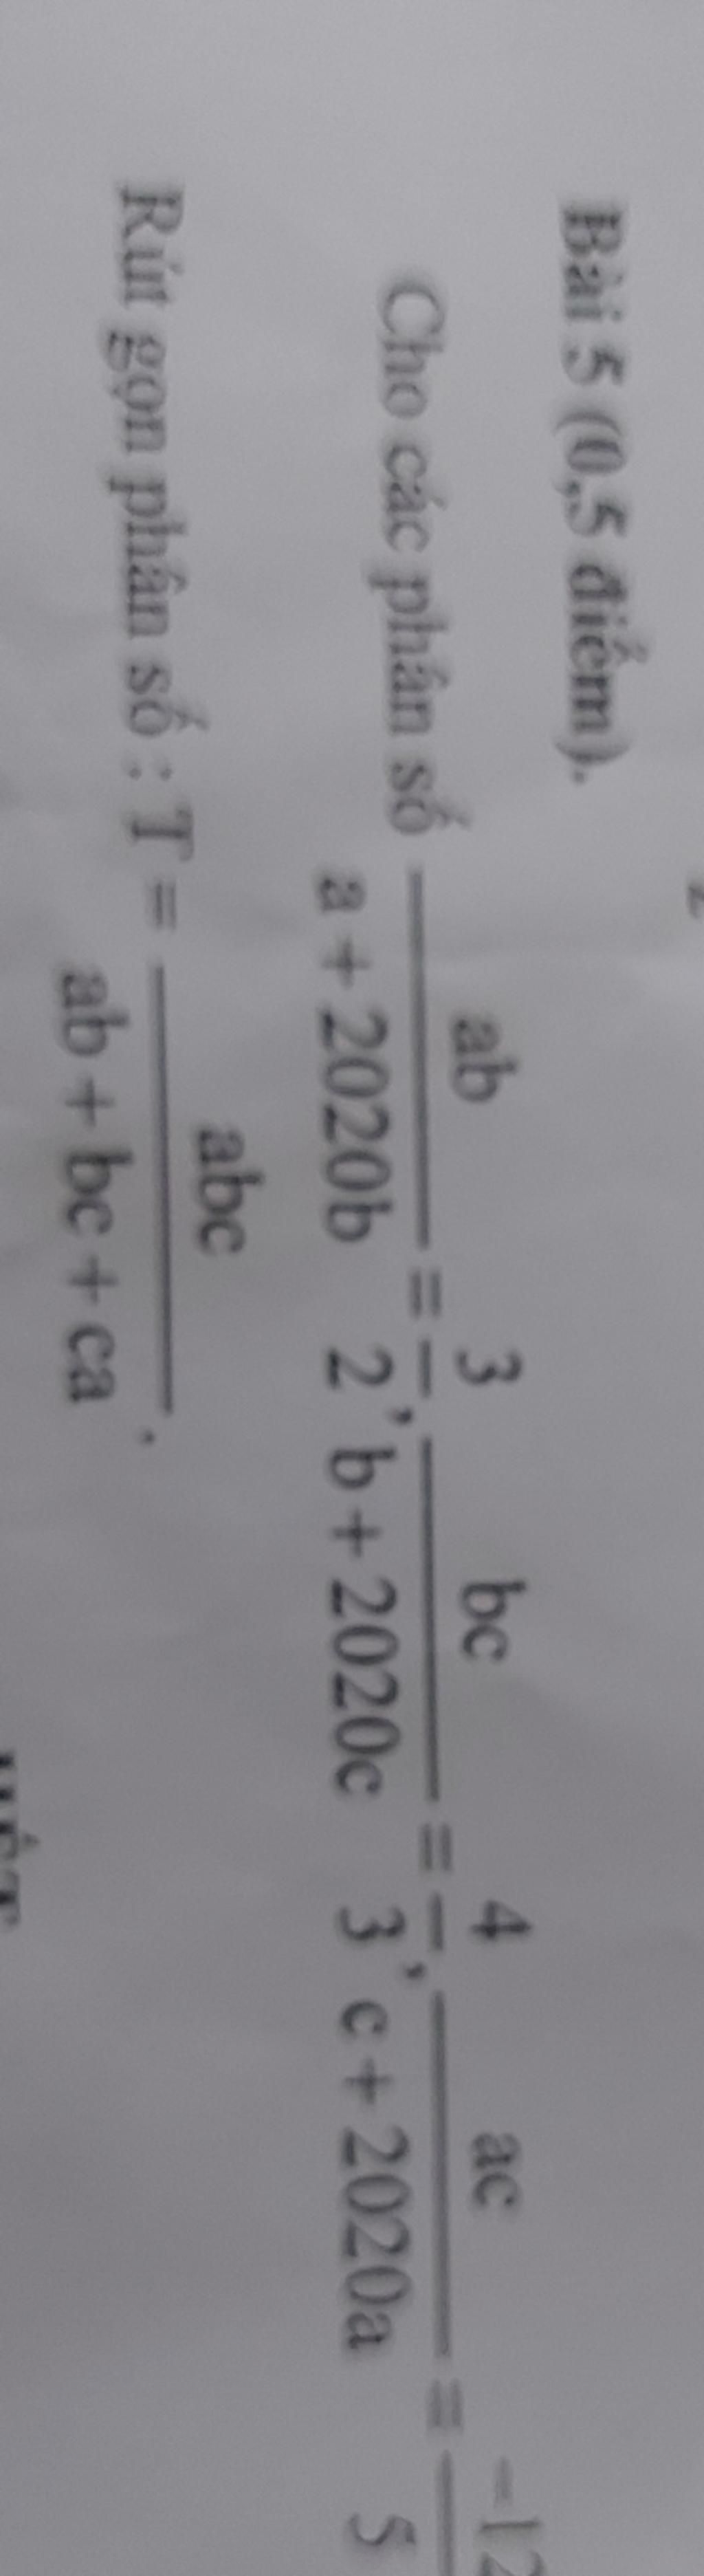 Bài 5 (0,5 điểm).
Cho các phân số ab/(a + 2020b) = 3/2, bc/(b + 2020c) = 4/3, ac/(c + 2020a) = -12/5
Rút gọn phân số : T = abc/(ab + bc + ca).